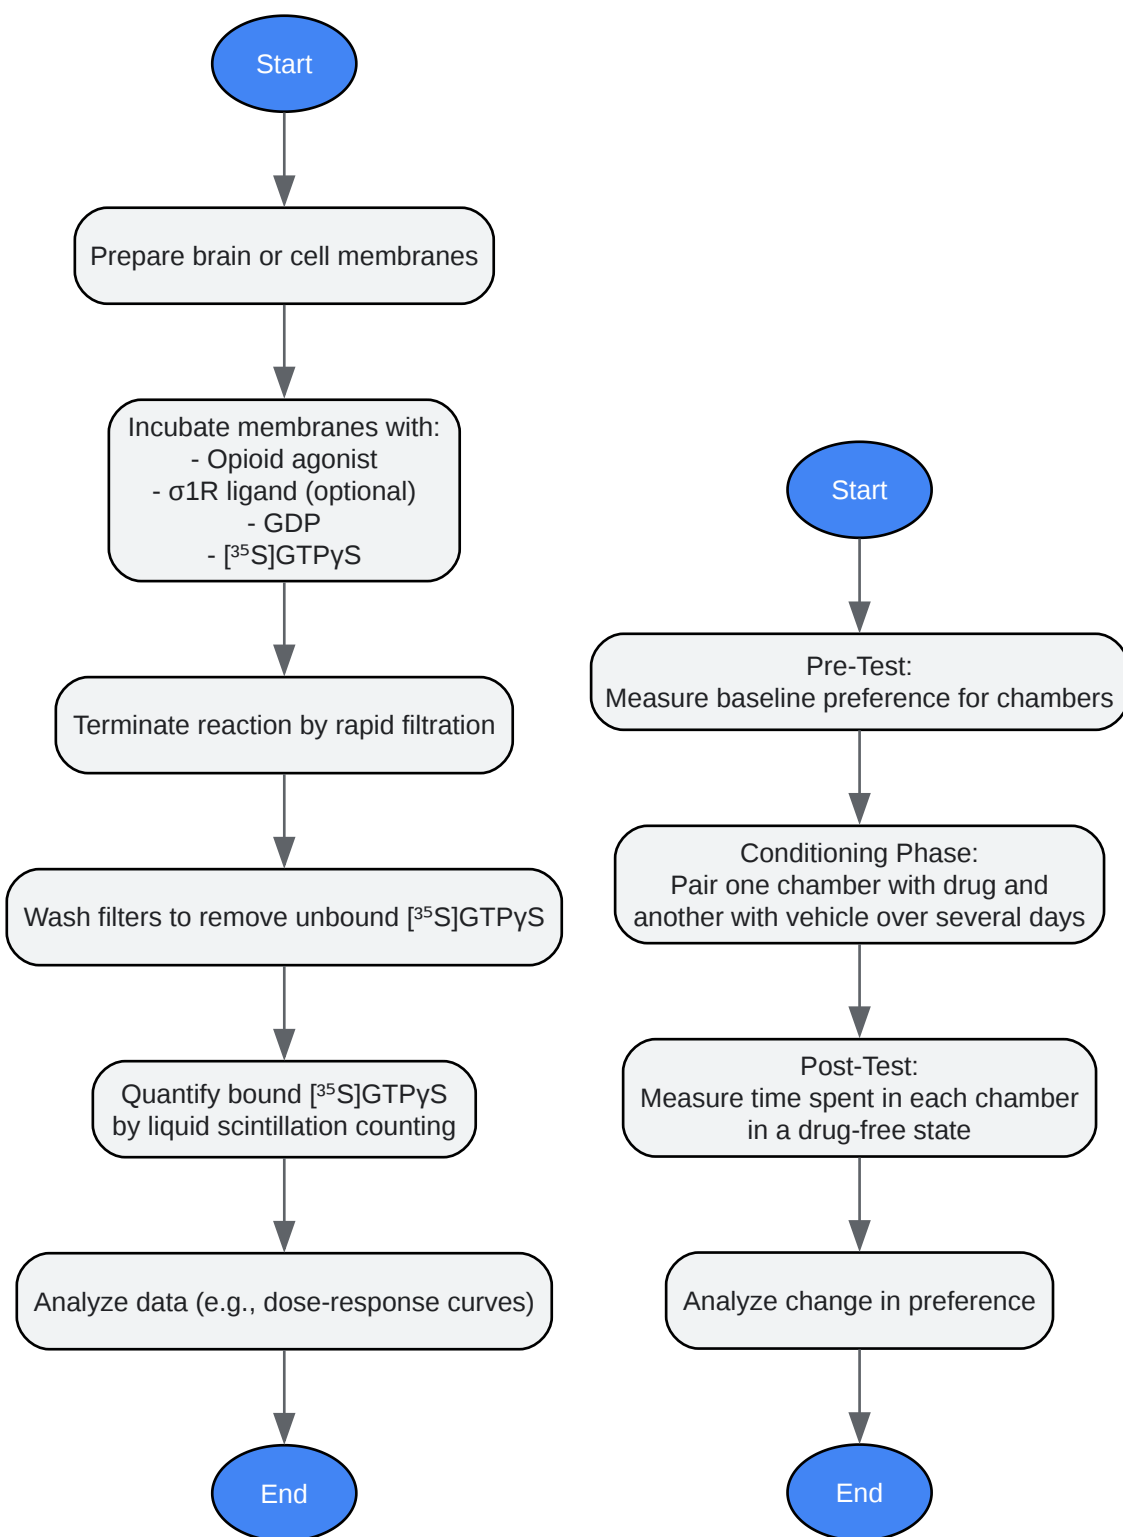 Start
Prepare brain or cell membranes
Incubate membranes with:
- Opioid agonist
- σ1R ligand (optional)
- GDP
- [³⁵S]GTPγS
Terminate reaction by rapid filtration
Wash filters to remove unbound [³⁵S]GTPγS
Quantify bound [³⁵S]GTPγS
by liquid scintillation counting
Analyze data (e.g., dose-response curves)
End
Start
Pre-Test:
Measure baseline preference for chambers
Conditioning Phase:
Pair one chamber with drug and
another with vehicle over several days
Post-Test:
Measure time spent in each chamber
in a drug-free state
Analyze change in preference
End